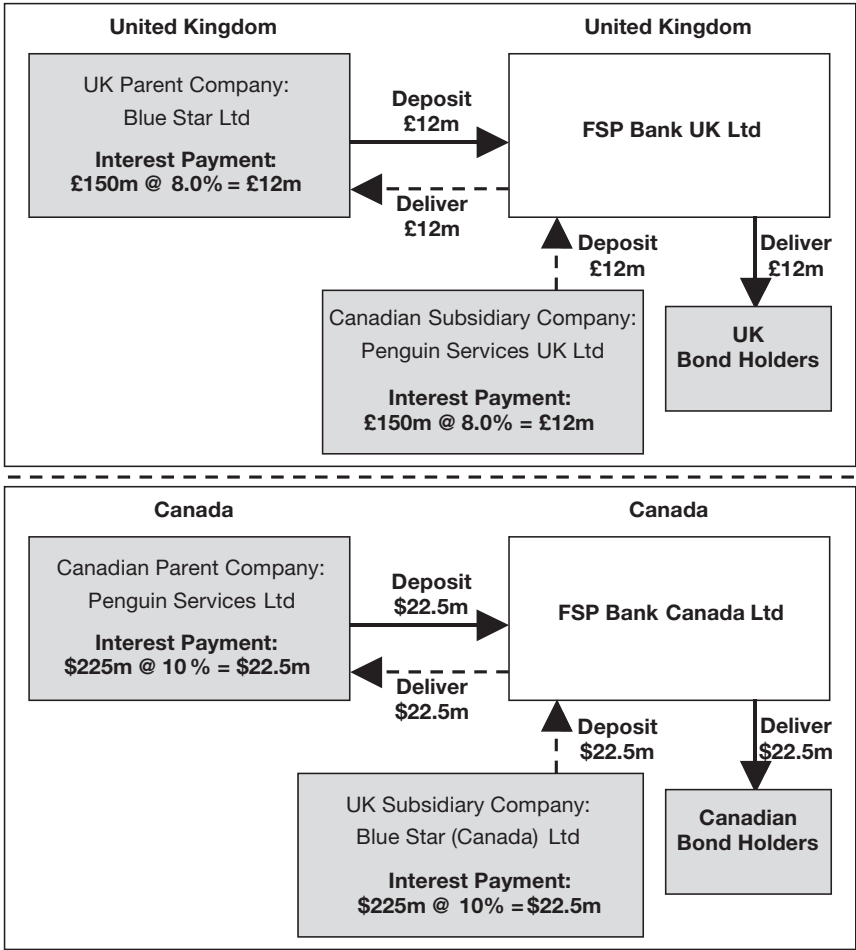 United Kingdom
United Kingdom
UK Parent Company:
Blue Star Ltd
Interest Payment:
£150m @ 8.0% = £12m
Deposit
£12m
FSP Bank UK Ltd
Deliver
£12m
Deposit
£12m
Deliver
£12m
Canadian Subsidiary Company:
Penguin Services UK Ltd
Interest Payment:
£150m @ 8.0% = £12m
UK
Bond Holders
Canada
Canada
Canadian Parent Company:
Penguin Services Ltd
Interest Payment:
$225m @ 10 % = $22.5m
Deposit
$22.5m
FSP Bank Canada Ltd
Deliver
$22.5m
Deposit
$22.5m
Deliver
$22.5m
UK Subsidiary Company:
Blue Star (Canada) Ltd
Interest Payment:
$225m @ 10% = $22.5m
Canadian
Bond Holders